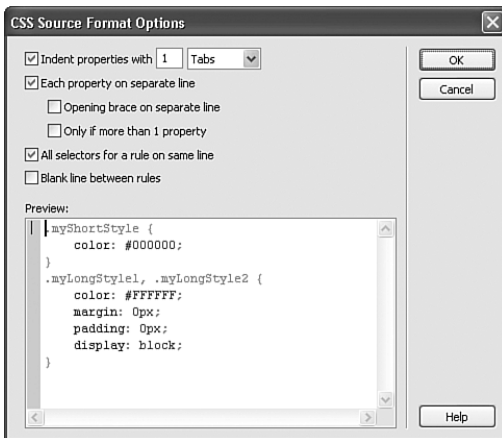 CSS Source Format Options
Indent properties with 1 Tabs
OK
Each property on separate line
Cancel
Opening brace on separate line
Only if more than 1 property
All selectors for a rule on same line
Blank line between rules
Preview:
.myShortStyle {
    color: #000000;
}
.myLongStyle1, .myLongStyle2 {
    color: #FFFFFF;
    margin: 0px;
    padding: 0px;
    display: block;
}
Help